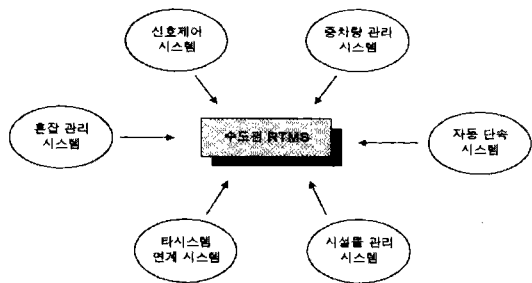 신호제어
시스템
중차량 관리
시스템
혼잡 관리
시스템
수도권 RTMS
자동 단속
시스템
타시스템
연계 시스템
시설물 관리
시스템